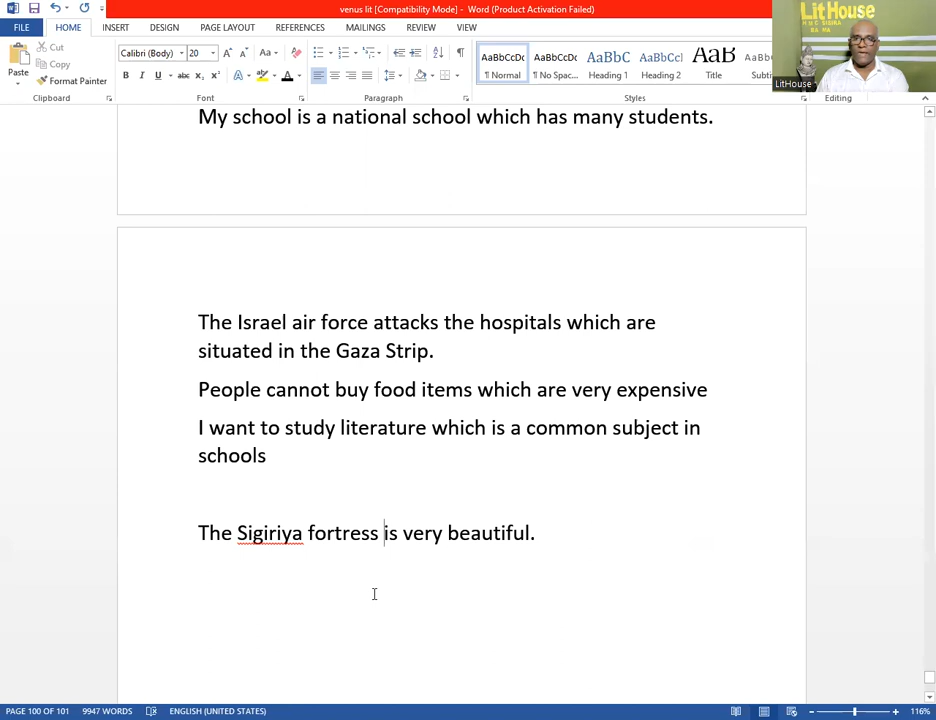 venus lit [Compatibility Mode] - Word (Product Activation Failed)
FILE HOME INSERT DESIGN PAGE LAYOUT REFERENCES MAILINGS REVIEW VIEW
Paste
Cut
Copy
Format Painter
Calibri (Body) 20
AaBbCcDc AaBbCcDc AaBbC AaBbCcl AaB AaBb
¶ Normal ¶ No Spac... Heading 1 Heading 2 Title Subti
Clipboard Font Paragraph Styles Editing
LitHouse
LitHouse
My school is a national school which has many students.
The Israel air force attacks the hospitals which are
situated in the Gaza Strip.
People cannot buy food items which are very expensive
I want to study literature which is a common subject in
schools
The Sigiriya fortress is very beautiful.
PAGE 100 OF 101 9947 WORDS ENGLISH (UNITED STATES) 116%